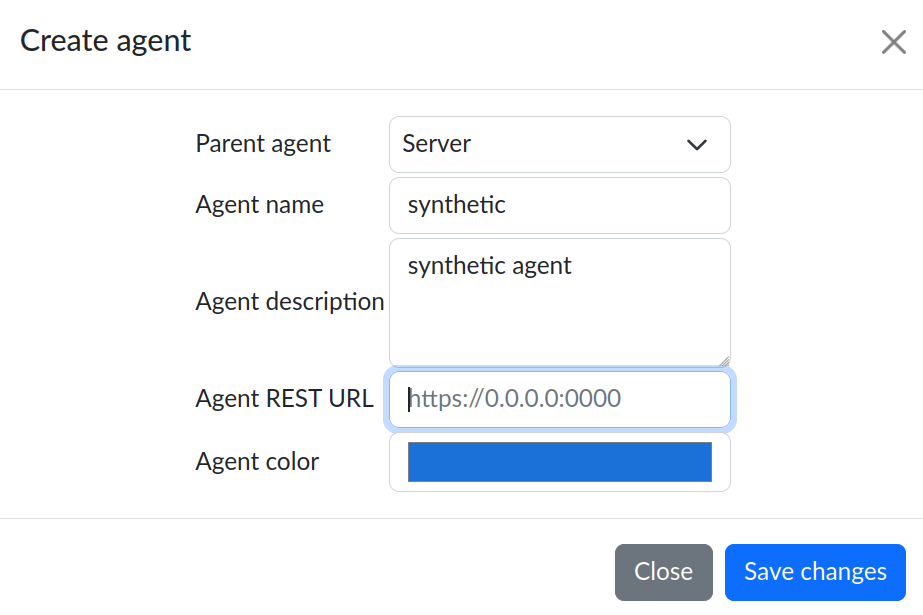 Create agent
Parent agent Server
Agent name synthetic
synthetic agent
Agent description
Agent REST URL https://0.0.0.0:0000
Agent color
Close Save changes